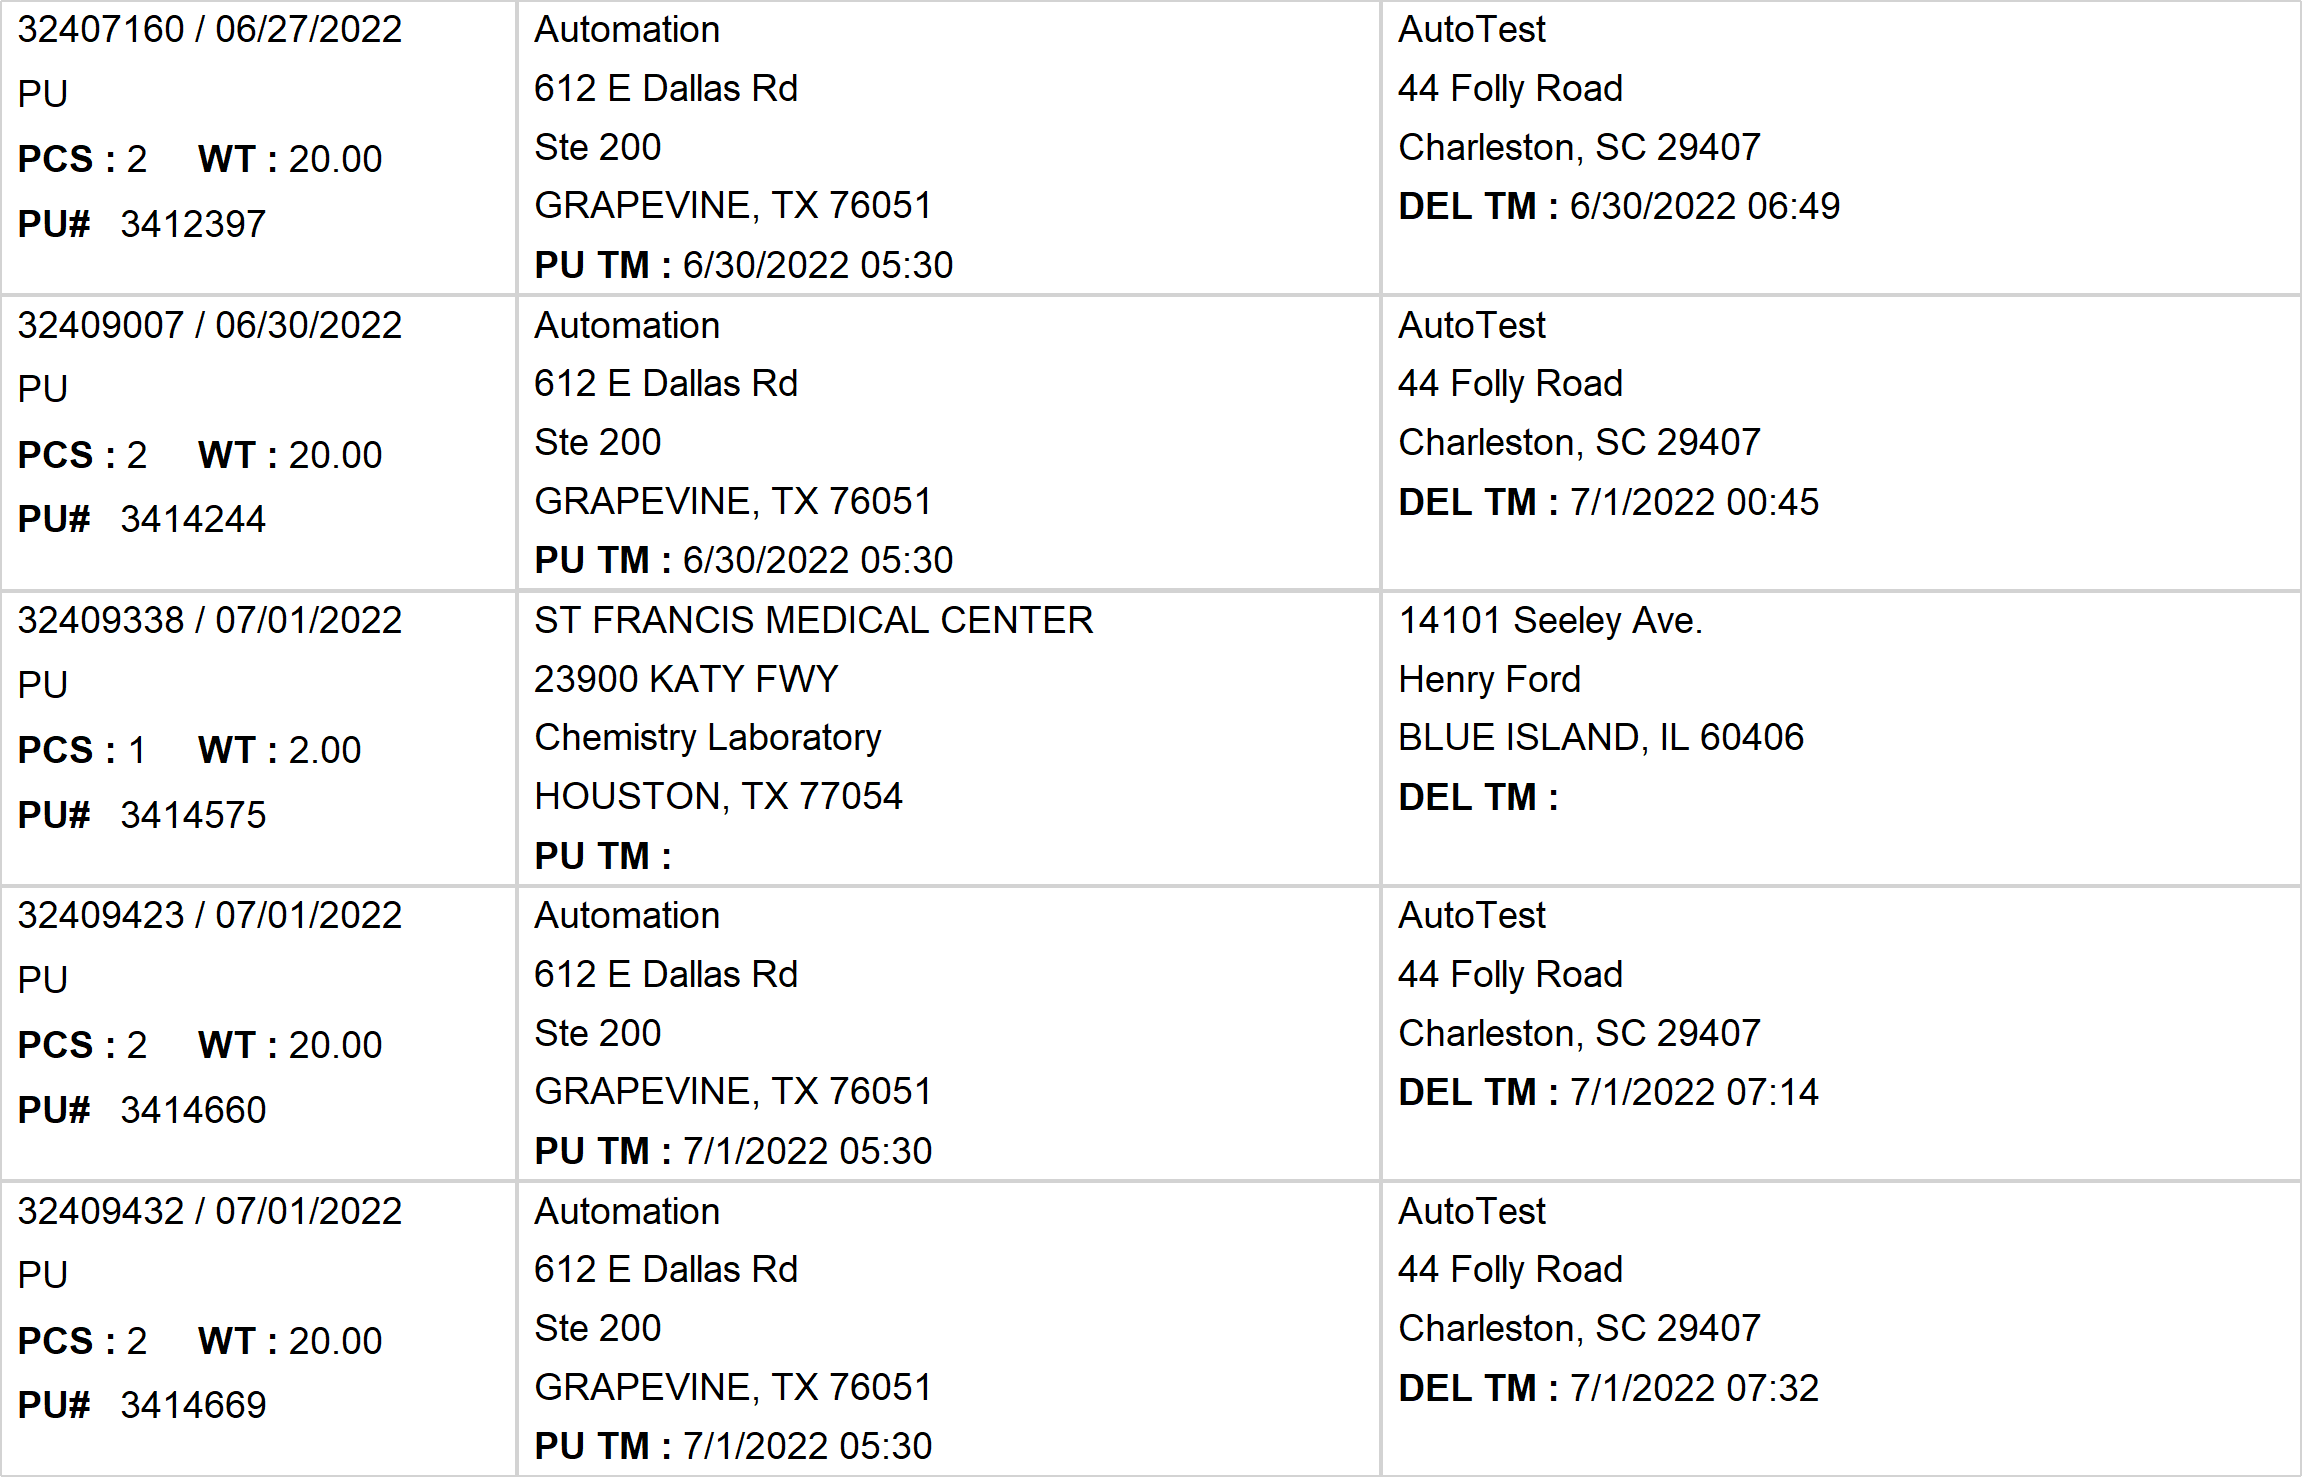 32407160 / 06/27/2022
PU
PCS : 2 WT : 20.00
PU# 3412397
Automation
612 E Dallas Rd
Ste 200
GRAPEVINE, TX 76051
PU TM : 6/30/2022 05:30
AutoTest
44 Folly Road
Charleston, SC 29407
DEL TM : 6/30/2022 06:49
32409007 / 06/30/2022
PU
PCS : 2 WT : 20.00
PU# 3414244
Automation
612 E Dallas Rd
Ste 200
GRAPEVINE, TX 76051
PU TM : 6/30/2022 05:30
AutoTest
44 Folly Road
Charleston, SC 29407
DEL TM : 7/1/2022 00:45
32409338 / 07/01/2022
PU
PCS : 1 WT : 2.00
PU# 3414575
ST FRANCIS MEDICAL CENTER
23900 KATY FWY
Chemistry Laboratory
HOUSTON, TX 77054
PU TM :
14101 Seeley Ave.
Henry Ford
BLUE ISLAND, IL 60406
DEL TM :
32409423 / 07/01/2022
PU
PCS : 2 WT : 20.00
PU# 3414660
Automation
612 E Dallas Rd
Ste 200
GRAPEVINE, TX 76051
PU TM : 7/1/2022 05:30
AutoTest
44 Folly Road
Charleston, SC 29407
DEL TM : 7/1/2022 07:14
32409432 / 07/01/2022
PU
PCS : 2 WT : 20.00
PU# 3414669
Automation
612 E Dallas Rd
Ste 200
GRAPEVINE, TX 76051
PU TM : 7/1/2022 05:30
AutoTest
44 Folly Road
Charleston, SC 29407
DEL TM : 7/1/2022 07:32